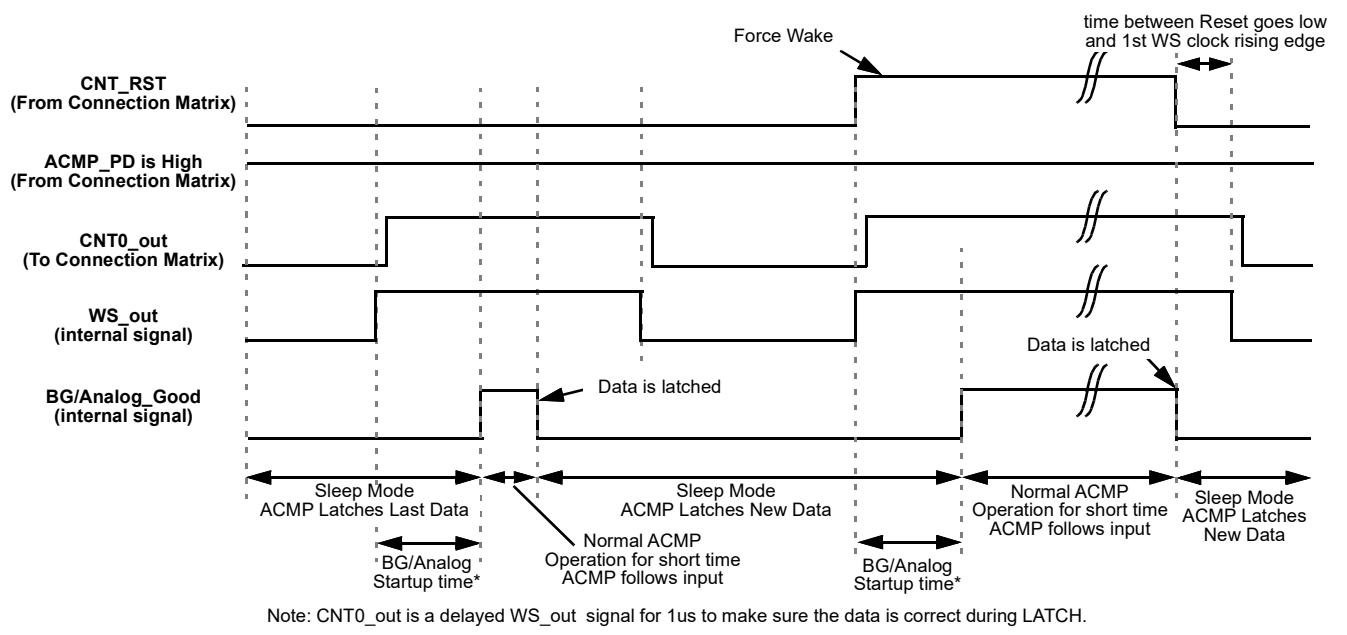 time between Reset goes low
and 1st WS clock rising edge
Force Wake
CNT_RST
(From Connection Matrix)
ACMP_PD is High
(From Connection Matrix)
CNT0_out
(To Connection Matrix)
WS_out
(internal signal)
Data is latched
BG/Analog_Good
(internal signal)
Data is latched
Sleep Mode
ACMP Latches Last Data
Sleep Mode
ACMP Latches New Data
Normal ACMP
Operation for short time
ACMP follows input
Sleep Mode
ACMP Latches
New Data
BG/Analog
Startup time*
Normal ACMP
Operation for short time
ACMP follows input
BG/Analog
Startup time*
Note: CNT0_out is a delayed WS_out signal for 1us to make sure the data is correct during LATCH.